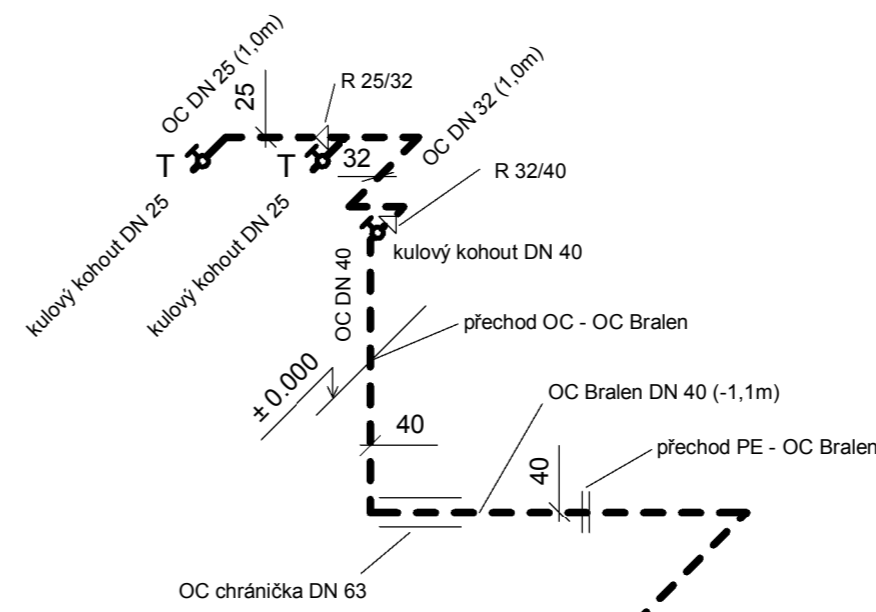 OC DN 25 (1,0m)
25
R 25/32
OC DN 32 (1,0m)
T
T
32
R 32/40
kulový kohout DN 25
kulový kohout DN 25
kulový kohout DN 40
OC DN 40
přechod OC - OC Bralen
± 0.000
OC Bralen DN 40 (-1,1m)
40
přechod PE - OC Bralen
40
OC chránička DN 63